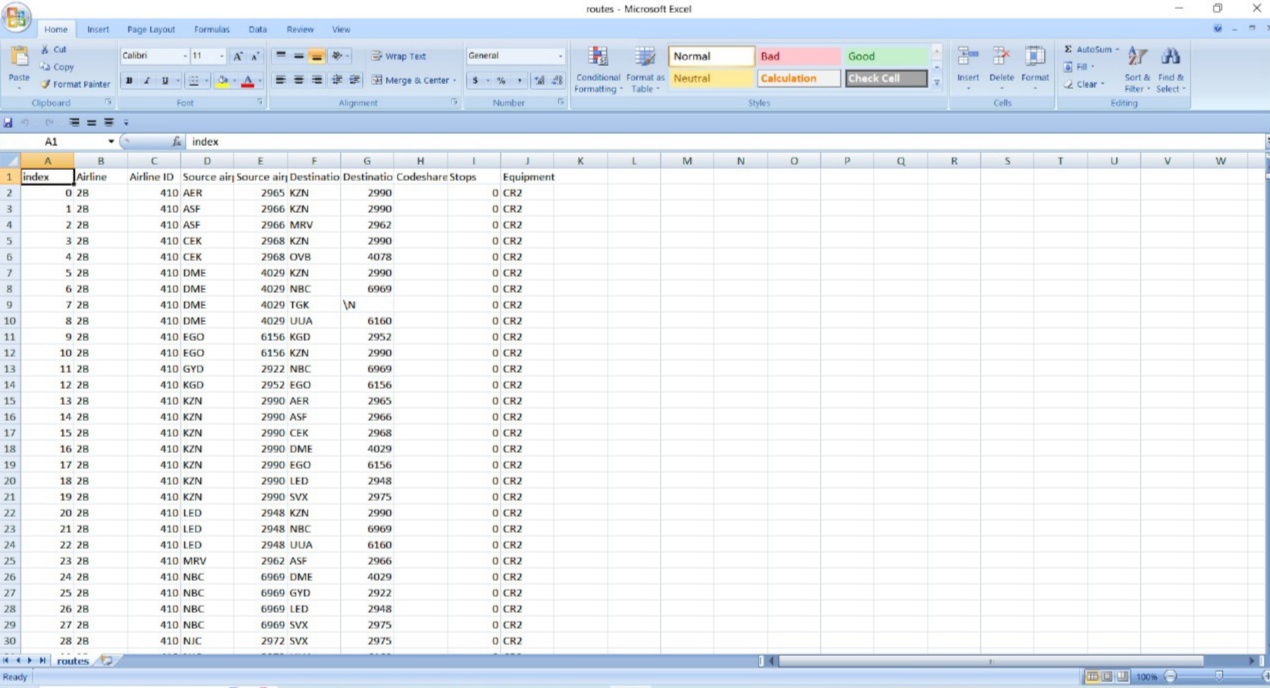 routes - Microsoft Excel
Home Insert Page Layout Formulas Data Review View
Cut
Copy
Format Painter
Paste
Clipboard
Calibri 11
B I U
Font
Wrap Text
Merge & Center
Alignment
General
$ % ,
Number
Conditional Formatting
Format as Table
Normal Bad Good
Neutral Calculation Check Cell
Styles
Insert Delete Format
Cells
Σ AutoSum
Fill
Clear
Sort & Filter
Find & Select
Editing
A1 fx index
A B C D E F G H I J K L M N O P Q R S T U V W
1 index Airline Airline ID Source air Source air Destinatio Destinatio Codeshare Stops Equipment
2 0 2B 410 AER 2965 KZN 2990 0 CR2
3 1 2B 410 ASF 2966 KZN 2990 0 CR2
4 2 2B 410 ASF 2966 MRV 2962 0 CR2
5 3 2B 410 CEK 2968 KZN 2990 0 CR2
6 4 2B 410 CEK 2968 OVB 4078 0 CR2
7 5 2B 410 DME 4029 KZN 2990 0 CR2
8 6 2B 410 DME 4029 NBC 6969 0 CR2
9 7 2B 410 DME 4029 TGK \N 0 CR2
10 8 2B 410 DME 4029 UUA 6160 0 CR2
11 9 2B 410 EGO 6156 KGD 2952 0 CR2
12 10 2B 410 EGO 6156 KZN 2990 0 CR2
13 11 2B 410 GYD 2922 NBC 6969 0 CR2
14 12 2B 410 KGD 2952 EGO 6156 0 CR2
15 13 2B 410 KZN 2990 AER 2965 0 CR2
16 14 2B 410 KZN 2990 ASF 2966 0 CR2
17 15 2B 410 KZN 2990 CEK 2968 0 CR2
18 16 2B 410 KZN 2990 DME 4029 0 CR2
19 17 2B 410 KZN 2990 EGO 6156 0 CR2
20 18 2B 410 KZN 2990 LED 2948 0 CR2
21 19 2B 410 KZN 2990 SVX 2975 0 CR2
22 20 2B 410 LED 2948 KZN 2990 0 CR2
23 21 2B 410 LED 2948 NBC 6969 0 CR2
24 22 2B 410 LED 2948 UUA 6160 0 CR2
25 23 2B 410 MRV 2962 ASF 2966 0 CR2
26 24 2B 410 NBC 6969 DME 4029 0 CR2
27 25 2B 410 NBC 6969 GYD 2922 0 CR2
28 26 2B 410 NBC 6969 LED 2948 0 CR2
29 27 2B 410 NBC 6969 SVX 2975 0 CR2
30 28 2B 410 NJC 2972 SVX 2975 0 CR2
routes
Ready 100%